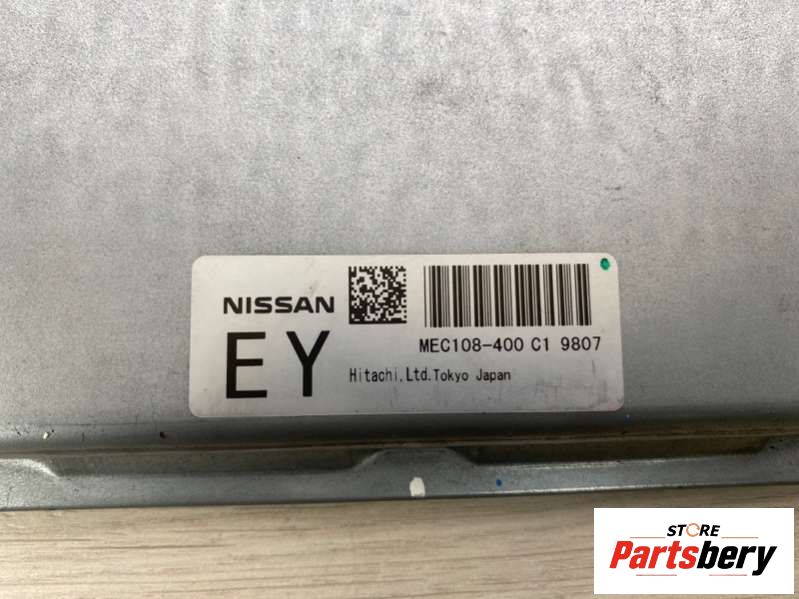 NISSAN
EY
MEC108-400 C1 9807
Hitachi,Ltd.Tokyo Japan
STORE
Partsbery